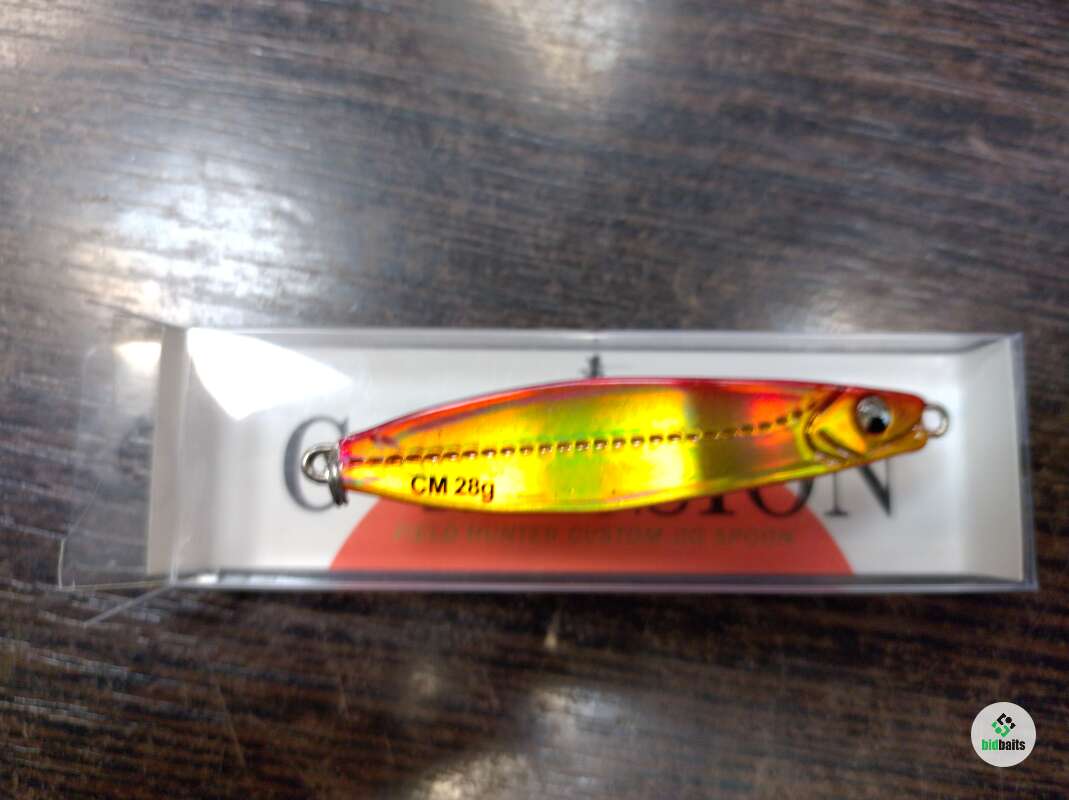 CM 28g
FIELD HUNTER CUSTOM JIG SPOON
bidbaits